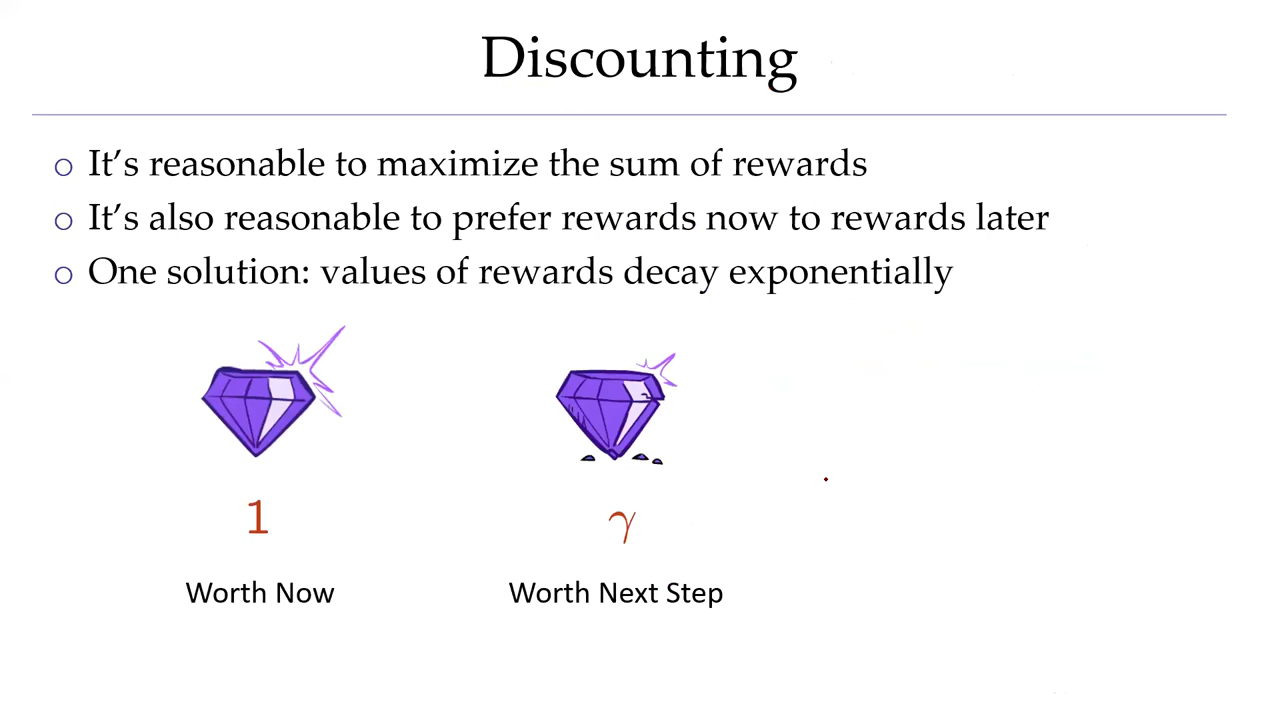 Discounting
It's reasonable to maximize the sum of rewards
It's also reasonable to prefer rewards now to rewards later
One solution: values of rewards decay exponentially
1
γ
Worth Now
Worth Next Step